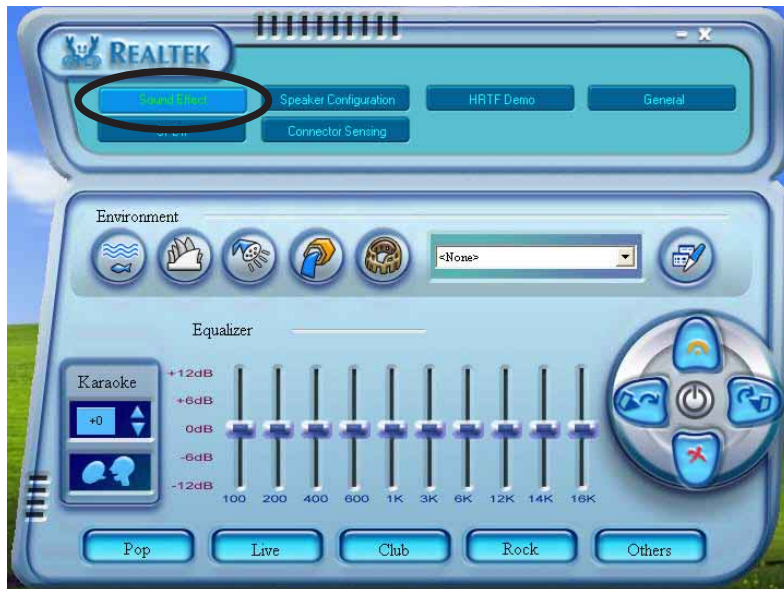 REALTEK
Sound Effect
Speaker Configuration
HRTF Demo
General
Connector Sensing
Environment
<None>
Equalizer
Karaoke
+0
+12dB
+6dB
0dB
-6dB
-12dB
100 200 400 600 1K 3K 6K 12K 14K 16K
Pop
Live
Club
Rock
Others